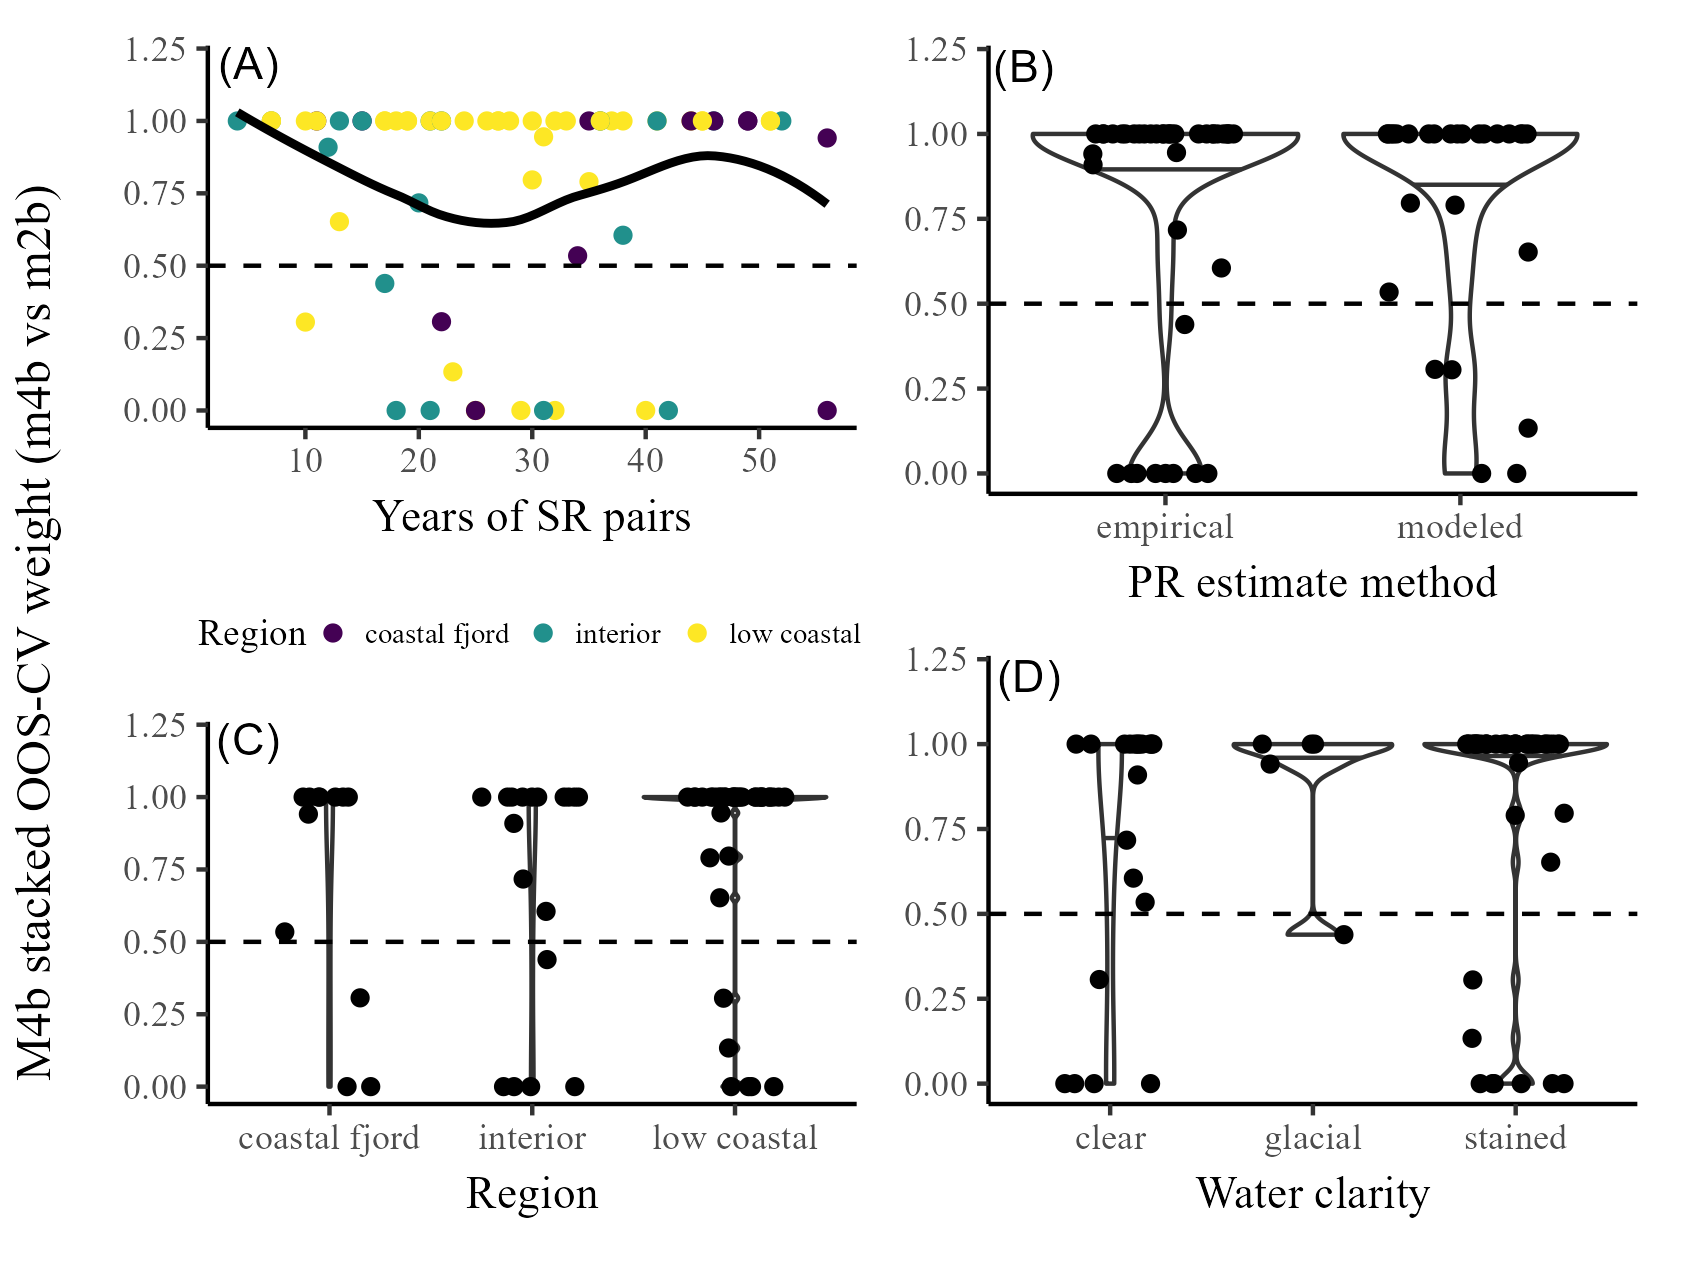 M4b stacked OOS-CV weight (m4b vs m2b)
(A)
1.25
1.00
0.75
0.50
0.25
0.00
10 20 30 40 50
Years of SR pairs
Region coastal fjord interior low coastal
(B)
1.25
1.00
0.75
0.50
0.25
0.00
empirical modeled
PR estimate method
(C)
1.25
1.00
0.75
0.50
0.25
0.00
coastal fjord interior low coastal
Region
(D)
1.25
1.00
0.75
0.50
0.25
0.00
clear glacial stained
Water clarity